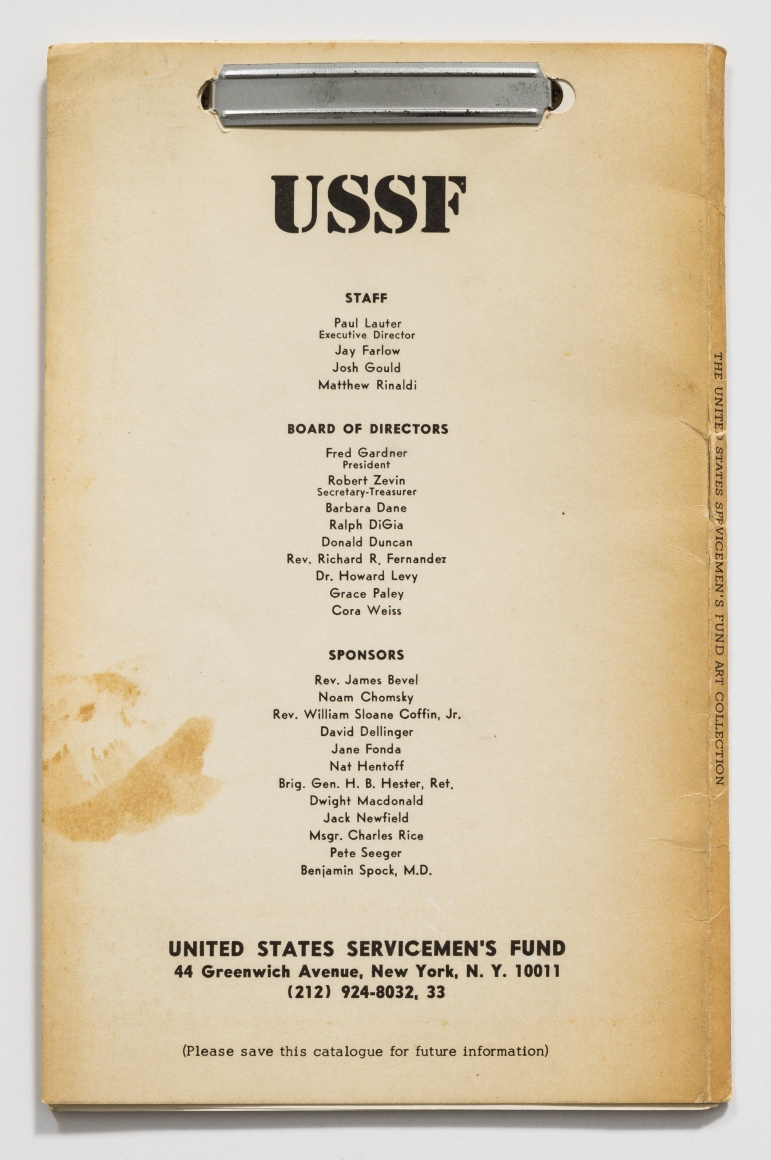 USSF
STAFF
Paul Lauter
Executive Director
Jay Farlow
Josh Gould
Matthew Rinaldi
BOARD OF DIRECTORS
Fred Gardner
President
Robert Zevin
Secretary-Treasurer
Barbara Dane
Ralph DiGia
Donald Duncan
Rev. Richard R. Fernandez
Dr. Howard Levy
Grace Paley
Cora Weiss
SPONSORS
Rev. James Bevel
Noam Chomsky
Rev. William Sloane Coffin, Jr.
David Dellinger
Jane Fonda
Nat Hentoff
Brig. Gen. H. B. Hester, Ret.
Dwight Macdonald
Jack Newfield
Msgr. Charles Rice
Pete Seeger
Benjamin Spock, M.D.
UNITED STATES SERVICEMEN'S FUND
44 Greenwich Avenue, New York, N. Y. 10011
(212) 924-8032, 33
(Please save this catalogue for future information)
THE UNITED STATES SERVICEMEN'S FUND ART COLLECTION